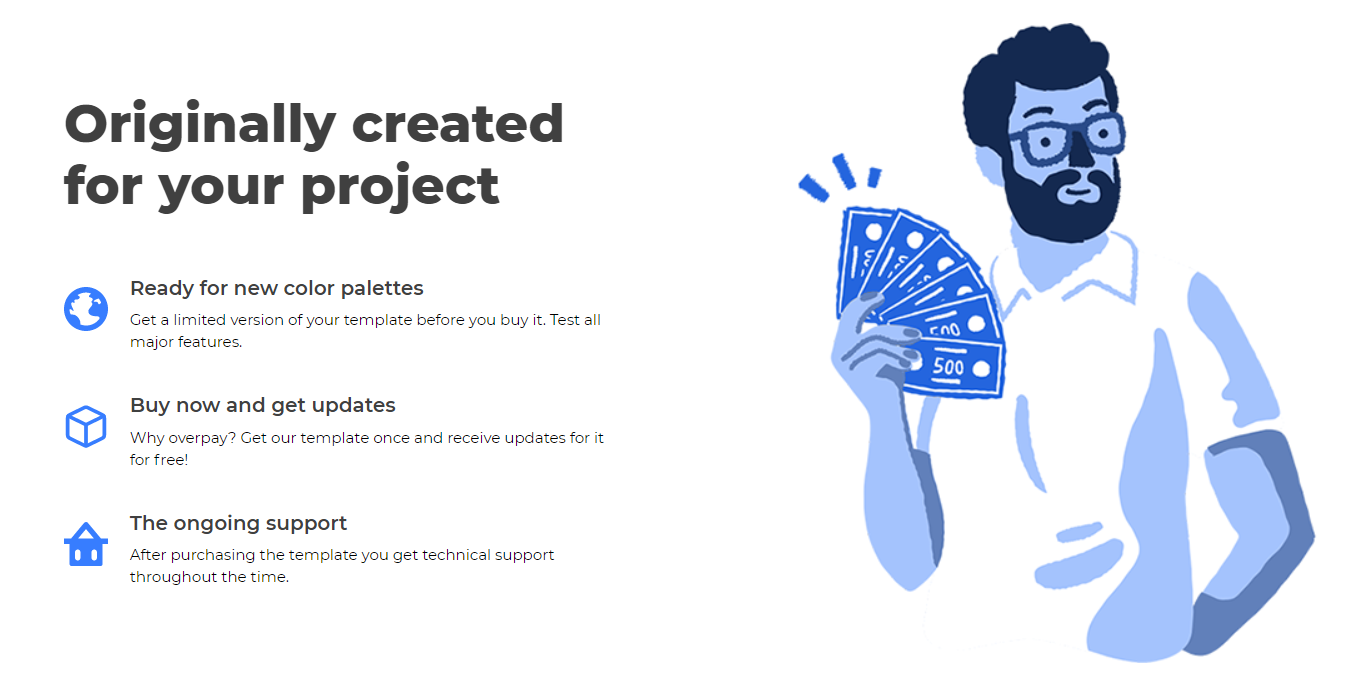 Originally created
for your project
Ready for new color palettes
Get a limited version of your template before you buy it. Test all
major features.
Buy now and get updates
Why overpay? Get our template once and receive updates for it
for free!
The ongoing support
After purchasing the template you get technical support
throughout the time.
500
500